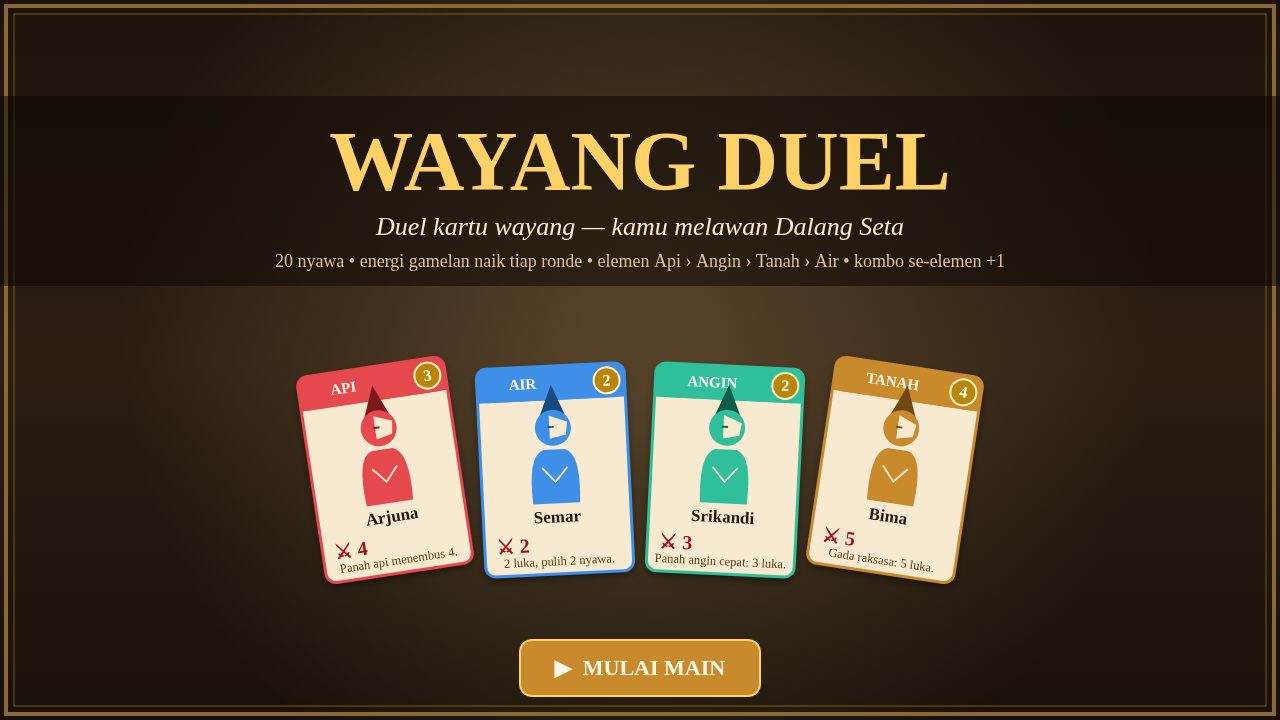 WAYANG DUEL
Duel kartu wayang — kamu melawan Dalang Seta
20 nyawa • energi gamelan naik tiap ronde • elemen Api › Angin › Tanah › Air • kombo se-elemen +1
API 3
Arjuna
⚔ 4
Panah api menembus 4.
AIR 2
Semar
⚔ 2
2 luka, pulih 2 nyawa.
ANGIN 2
Srikandi
⚔ 3
Panah angin cepat: 3 luka.
TANAH 4
Bima
⚔ 5
Gada raksasa: 5 luka.
▶ MULAI MAIN